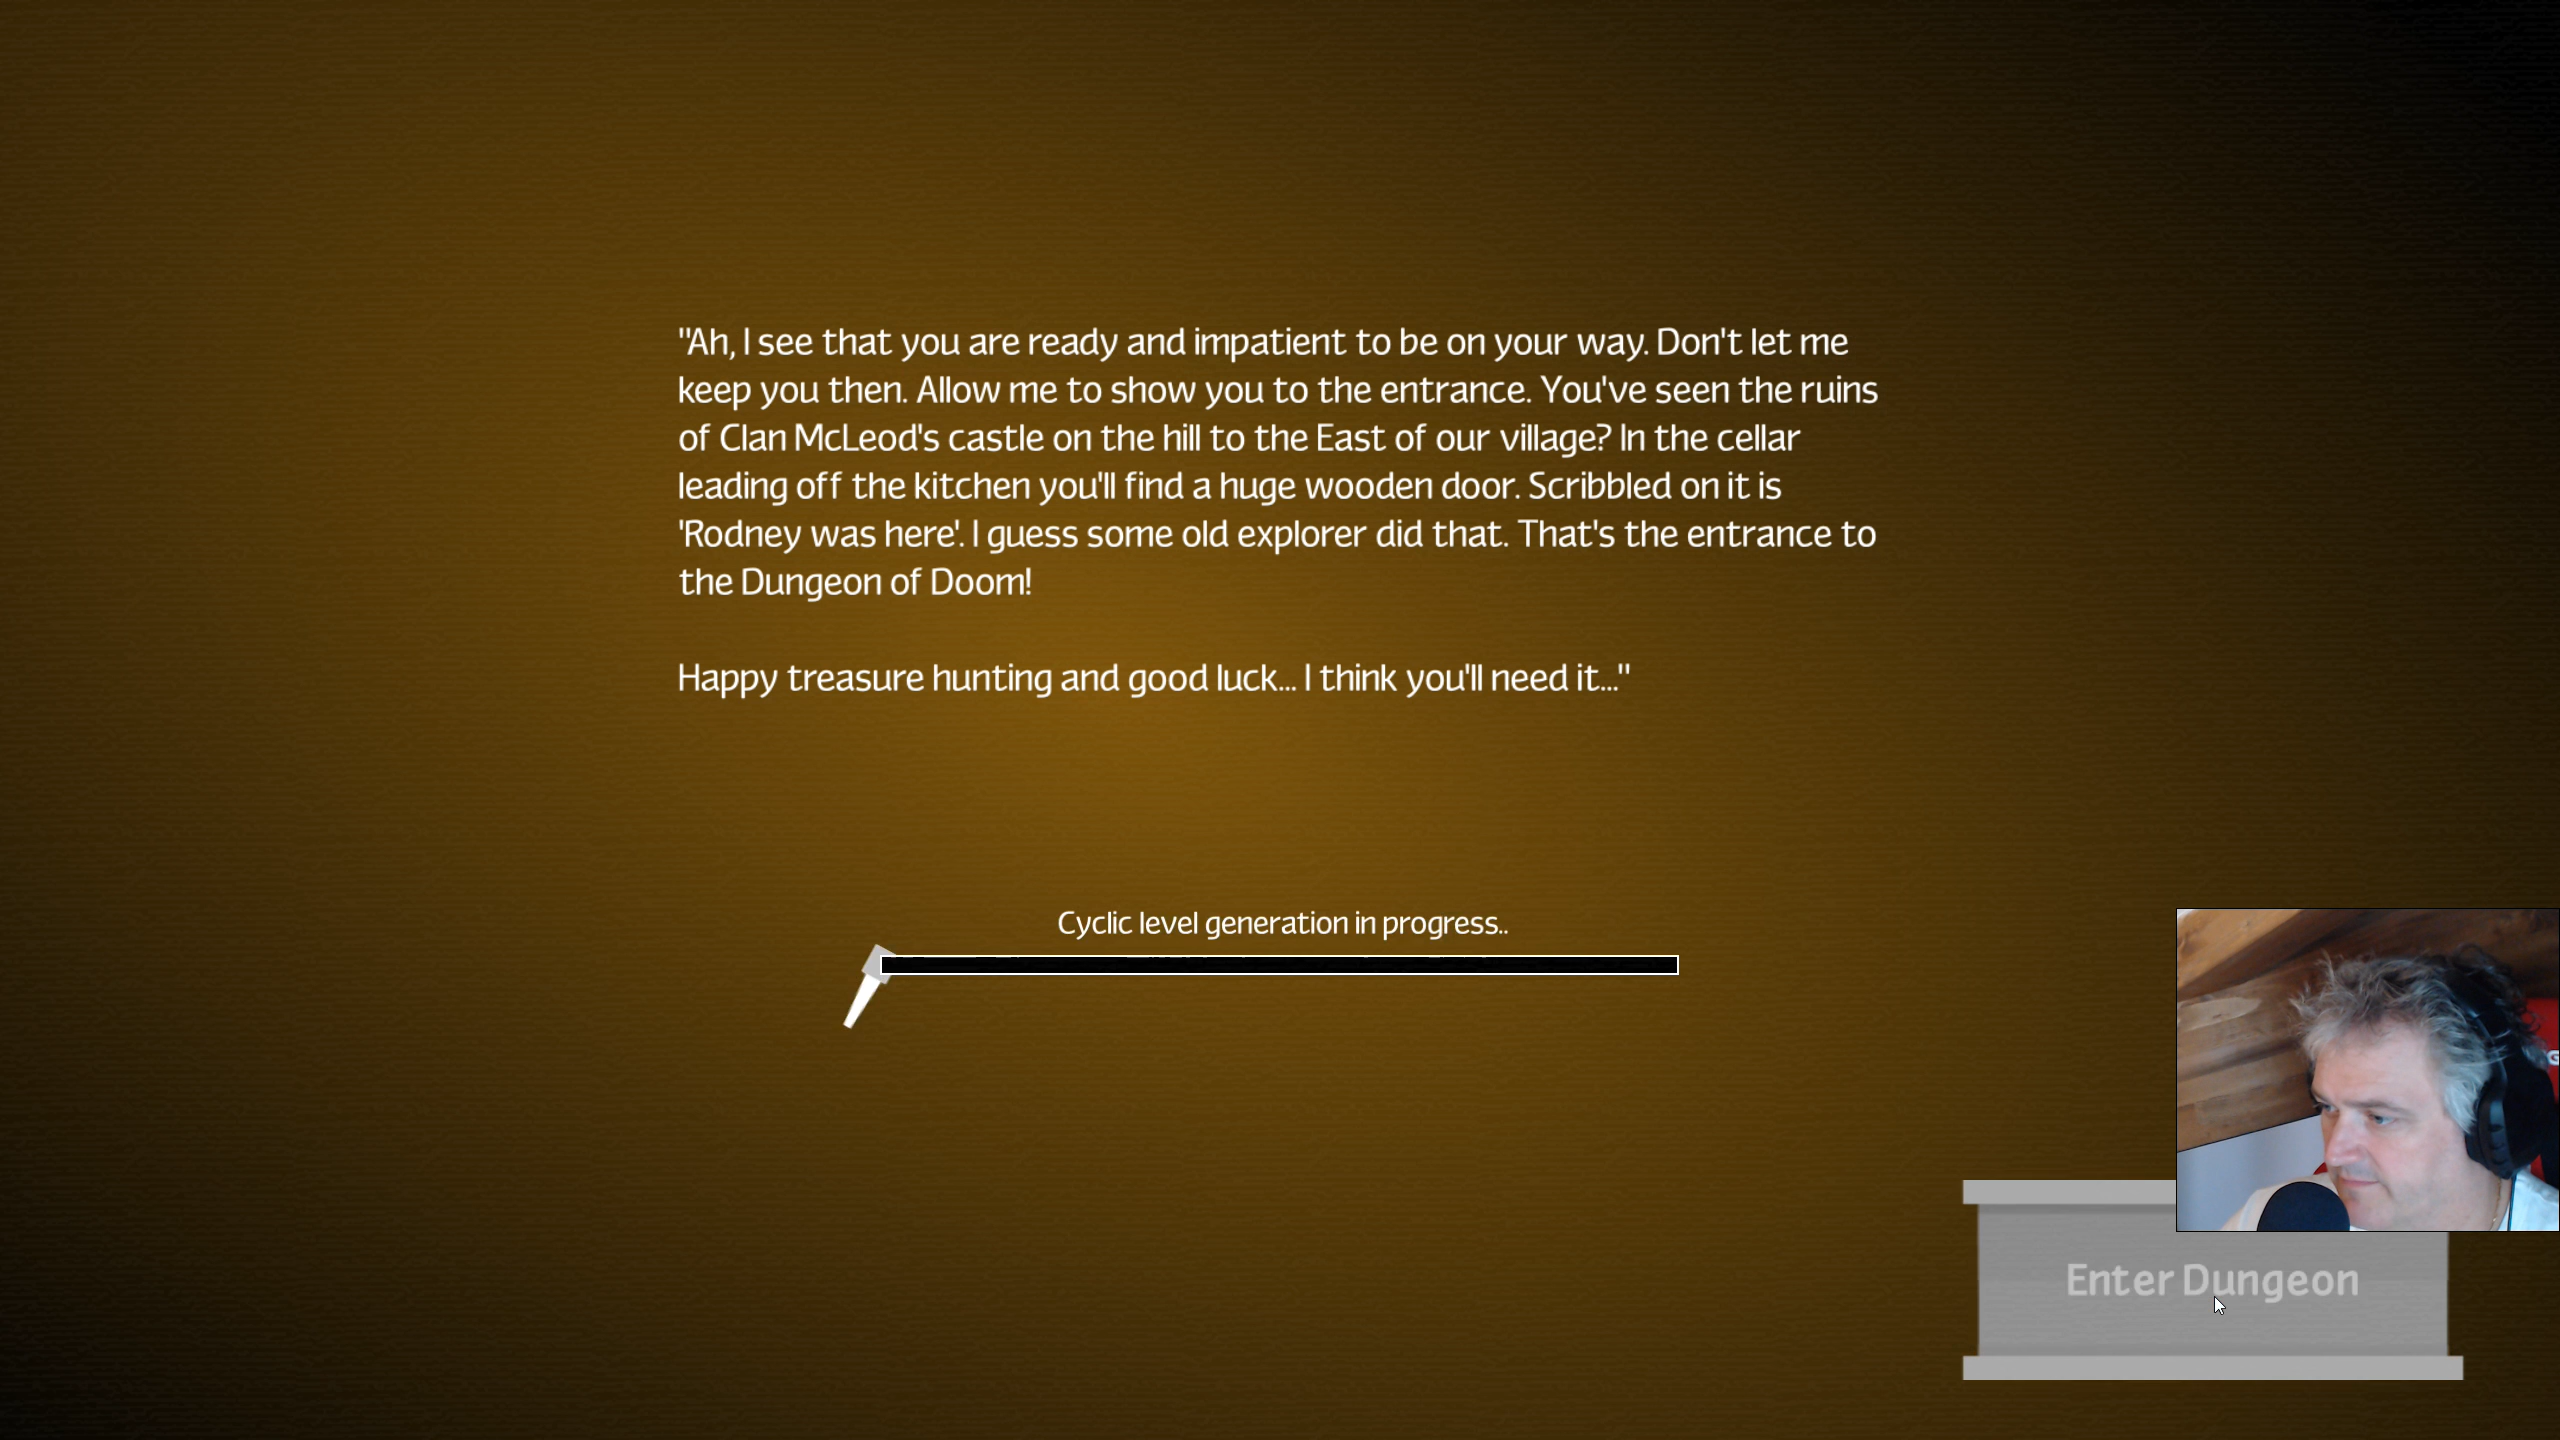 "Ah, I see that you are ready and impatient to be on your way. Don't let me
keep you then. Allow me to show you to the entrance. You've seen the ruins
of Clan McLeod's castle on the hill to the East of our village? In the cellar
leading off the kitchen you'll find a huge wooden door. Scribbled on it is
'Rodney was here'. I guess some old explorer did that. That's the entrance to
the Dungeon of Doom!
Happy treasure hunting and good luck... I think you'll need it..."
Cyclic level generation in progress..
Enter Dungeon